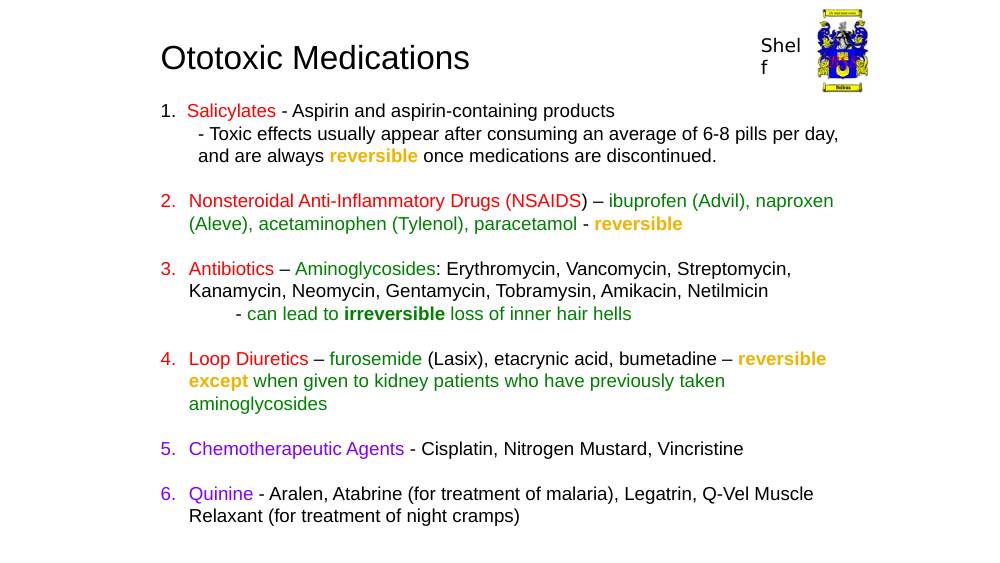 Ototoxic Medications
Shel
f
1. Salicylates - Aspirin and aspirin-containing products
- Toxic effects usually appear after consuming an average of 6-8 pills per day,
and are always reversible once medications are discontinued.
2. Nonsteroidal Anti-Inflammatory Drugs (NSAIDS) – ibuprofen (Advil), naproxen
(Aleve), acetaminophen (Tylenol), paracetamol - reversible
3. Antibiotics – Aminoglycosides: Erythromycin, Vancomycin, Streptomycin,
Kanamycin, Neomycin, Gentamycin, Tobramysin, Amikacin, Netilmicin
- can lead to irreversible loss of inner hair hells
4. Loop Diuretics – furosemide (Lasix), etacrynic acid, bumetadine – reversible
except when given to kidney patients who have previously taken
aminoglycosides
5. Chemotherapeutic Agents - Cisplatin, Nitrogen Mustard, Vincristine
6. Quinine - Aralen, Atabrine (for treatment of malaria), Legatrin, Q-Vel Muscle
Relaxant (for treatment of night cramps)